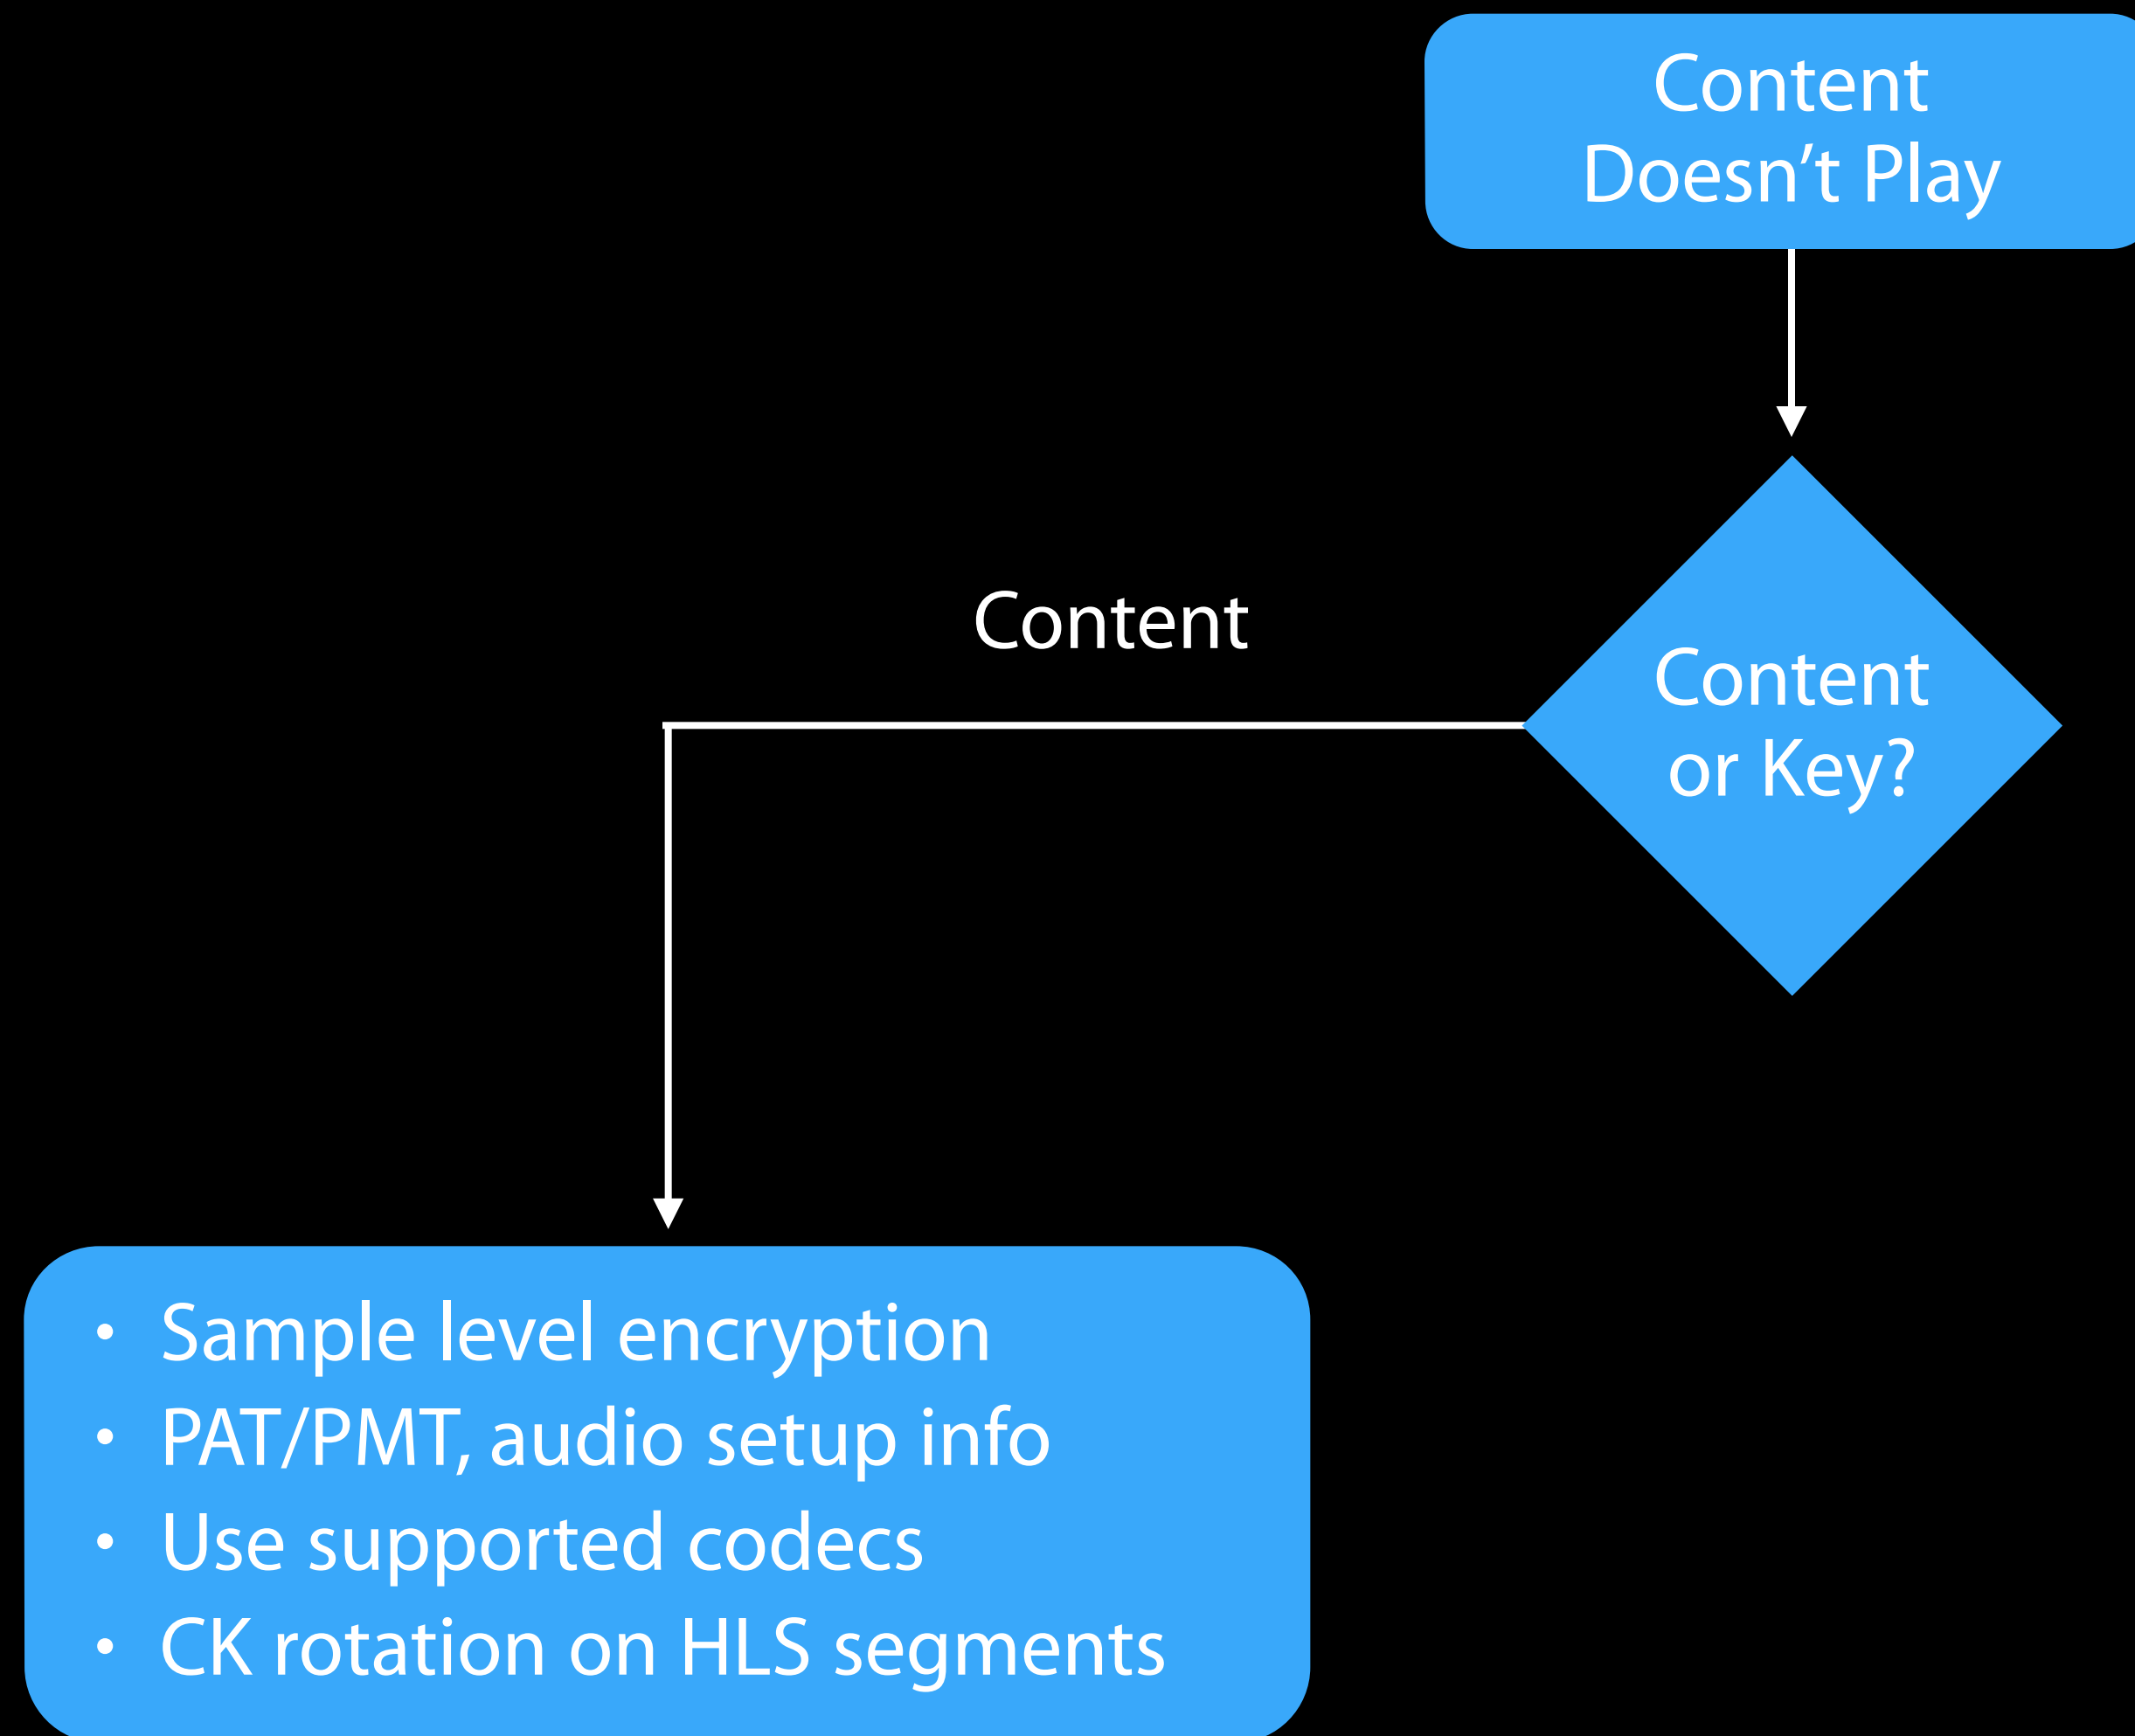 Content
Doesn’t Play
Content
Content
or Key?
• Sample level encryption
• PAT/PMT, audio setup info
• Use supported codecs
• CK rotation on HLS segments